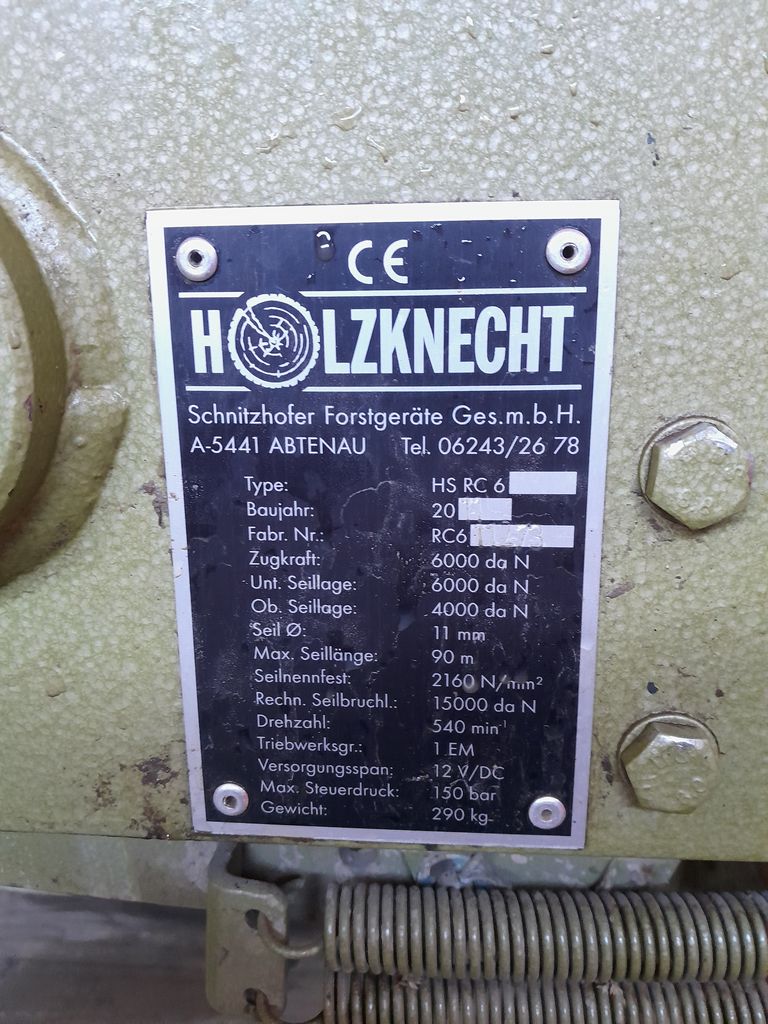 CE
HOLZKNECHT
Schnitzhofer Forstgeräte Ges.m.b.H.
A-5441 ABTENAU Tel. 06243/26 78
Type: HS RC 6
Baujahr: 20
Fabr. Nr.: RC6
Zugkraft: 6000 da N
Unt. Seillage: 6000 da N
Ob. Seillage: 4000 da N
Seil Ø: 11 mm
Max. Seillänge: 90 m
Seilnennfest: 2160 N/mm²
Rechn. Seilbruchl.: 15000 da N
Drehzahl: 540 min⁻¹
Triebwerksgr.: 1 EM
Versorgungsspan: 12 V/DC
Max. Steuerdruck: 150 bar
Gewicht: 290 kg